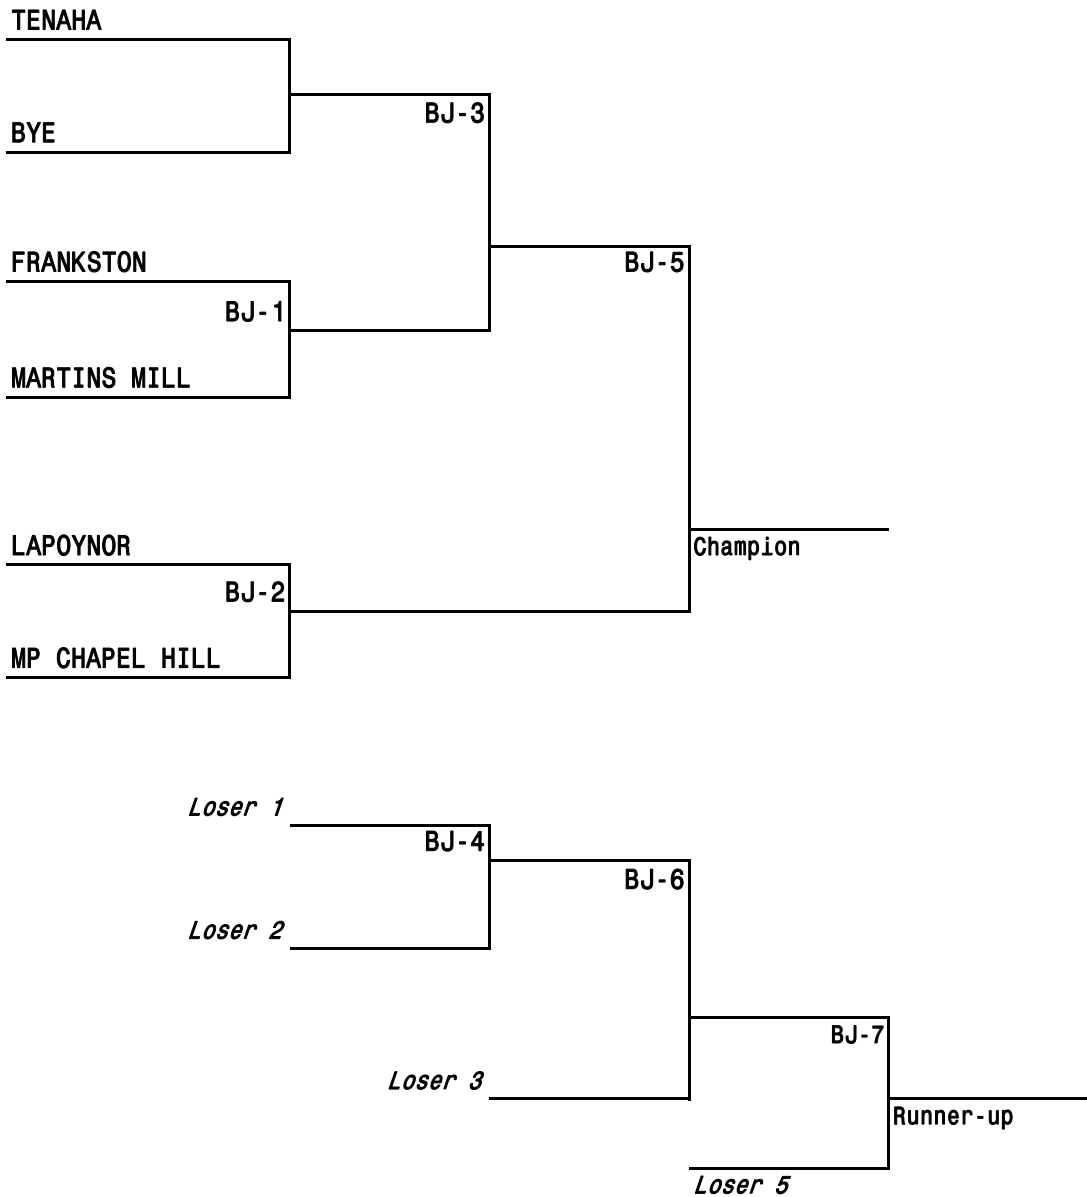 TENAHA
BJ-3
BYE
FRANKSTON
BJ-5
BJ-1
MARTINS MILL
LAPOYNOR
Champion
BJ-2
MP CHAPEL HILL
Loser 1
BJ-4
BJ-6
Loser 2
BJ-7
Loser 3
Runner-up
Loser 5